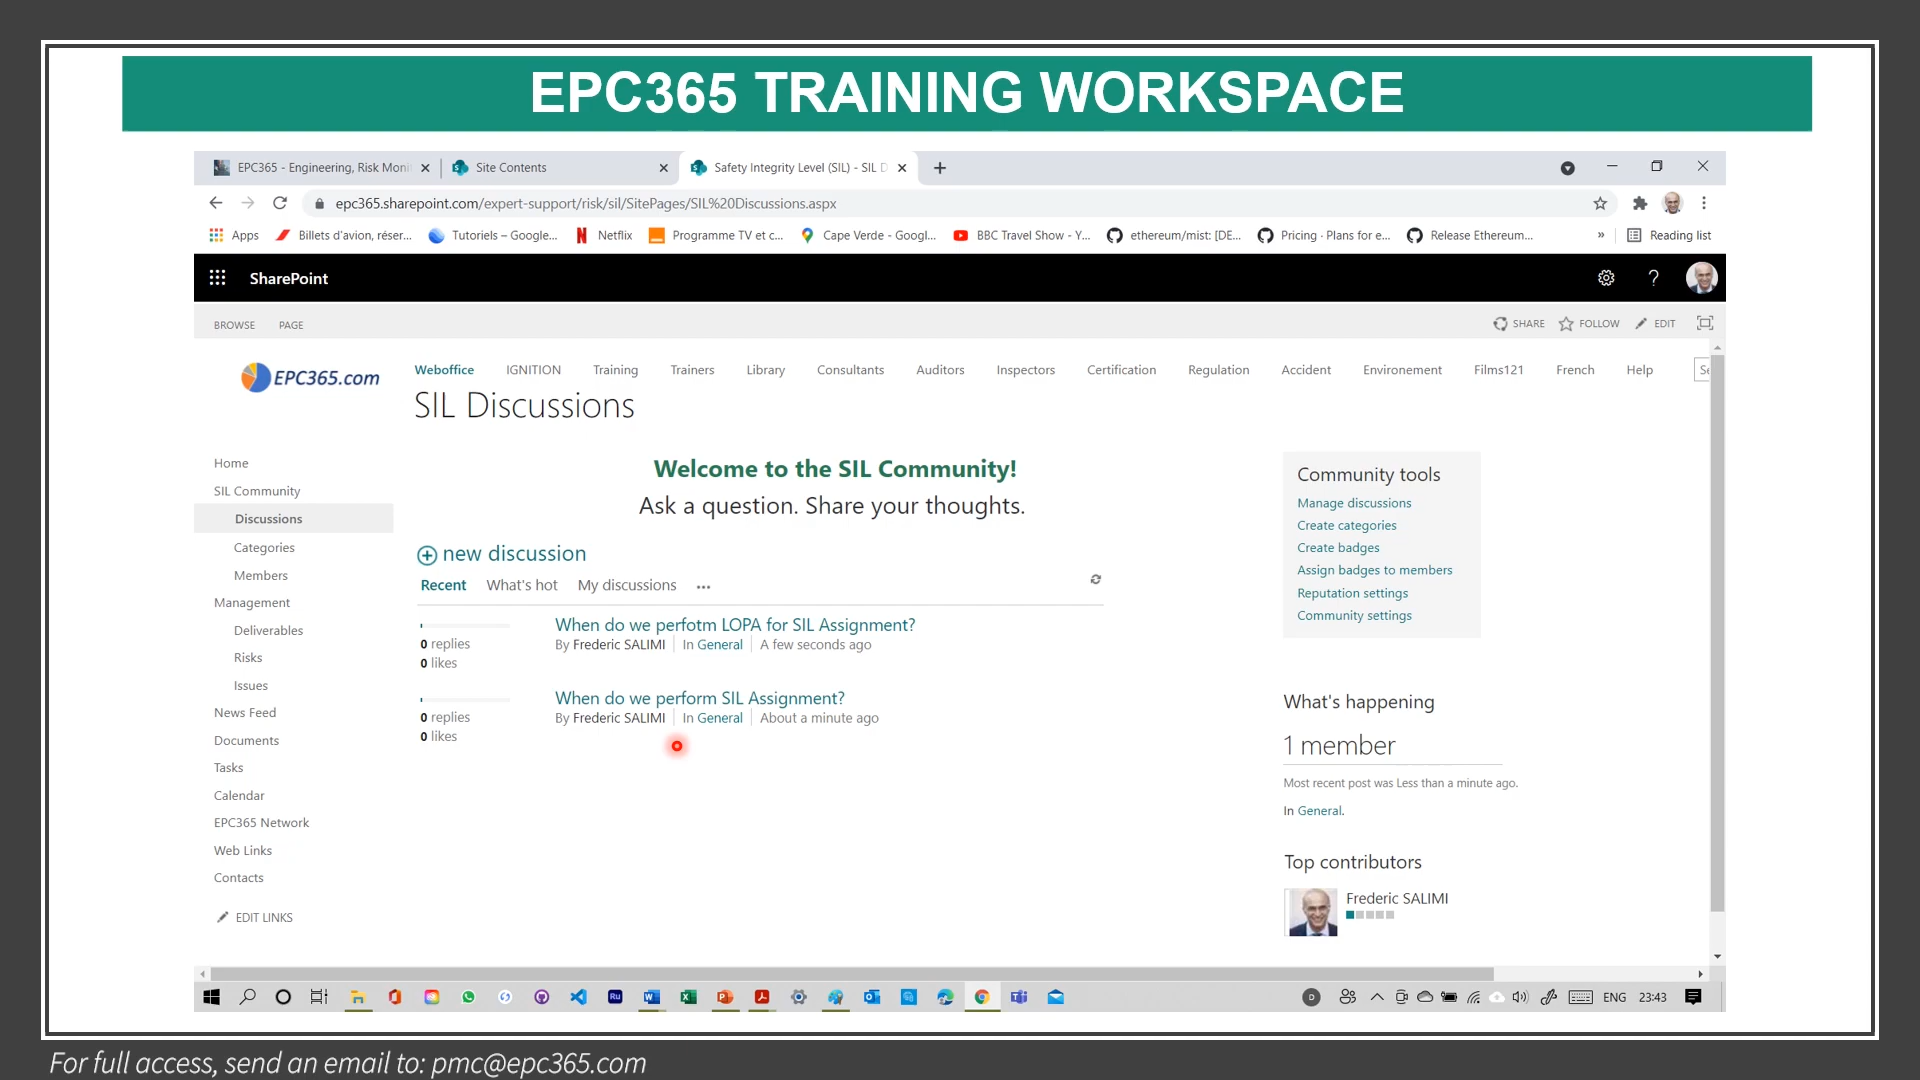 EPC365 TRAINING WORKSPACE
EPC365 - Engineering, Risk Moni
Site Contents
Safety Integrity Level (SIL) - SIL D
epc365.sharepoint.com/expert-support/risk/sil/SitePages/SIL%20Discussions.aspx
Apps
Billets d'avion, réser...
Tutoriels – Google...
Netflix
Programme TV et c...
Cape Verde - Googl...
BBC Travel Show - Y...
ethereum/mist: [DE...
Pricing · Plans for e...
Release Ethereum...
»
Reading list
SharePoint
?
BROWSE PAGE
SHARE FOLLOW EDIT
EPC365.com
Weboffice IGNITION Training Trainers Library Consultants Auditors Inspectors Certification Regulation Accident Environement Films121 French Help Se
SIL Discussions
Home
SIL Community
Discussions
Categories
Members
Management
Deliverables
Risks
Issues
News Feed
Documents
Tasks
Calendar
EPC365 Network
Web Links
Contacts
EDIT LINKS
Welcome to the SIL Community!
Ask a question. Share your thoughts.
new discussion
Recent What's hot My discussions ...
When do we perfotm LOPA for SIL Assignment?
By Frederic SALIMI In General A few seconds ago
0 replies
0 likes
When do we perform SIL Assignment?
By Frederic SALIMI In General About a minute ago
0 replies
0 likes
Community tools
Manage discussions
Create categories
Create badges
Assign badges to members
Reputation settings
Community settings
What's happening
1 member
Most recent post was Less than a minute ago.
In General.
Top contributors
Frederic SALIMI
Ru
D
ENG 23:43
For full access, send an email to: pmc@epc365.com